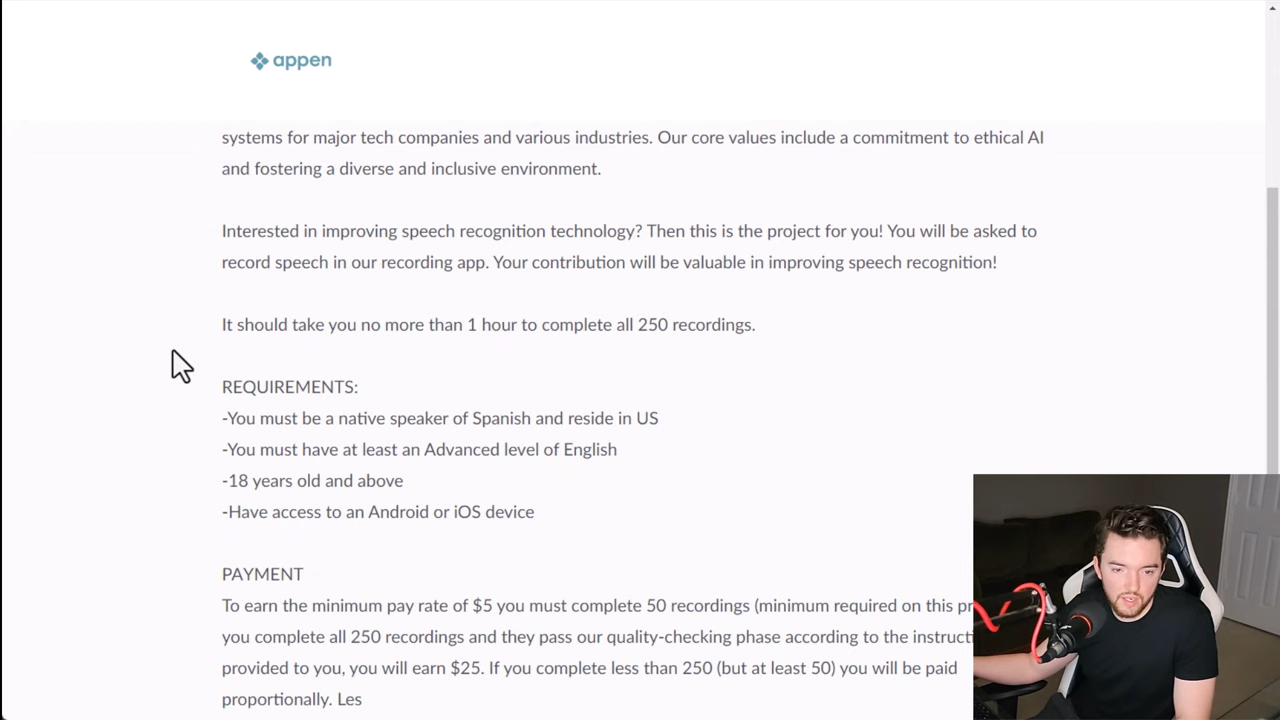 appen
systems for major tech companies and various industries. Our core values include a commitment to ethical AI
and fostering a diverse and inclusive environment.
Interested in improving speech recognition technology? Then this is the project for you! You will be asked to
record speech in our recording app. Your contribution will be valuable in improving speech recognition!
It should take you no more than 1 hour to complete all 250 recordings.
REQUIREMENTS:
-You must be a native speaker of Spanish and reside in US
-You must have at least an Advanced level of English
-18 years old and above
-Have access to an Android or iOS device
PAYMENT
To earn the minimum pay rate of $5 you must complete 50 recordings (minimum required on this pr
you complete all 250 recordings and they pass our quality-checking phase according to the instructi
provided to you, you will earn $25. If you complete less than 250 (but at least 50) you will be paid
proportionally. Les